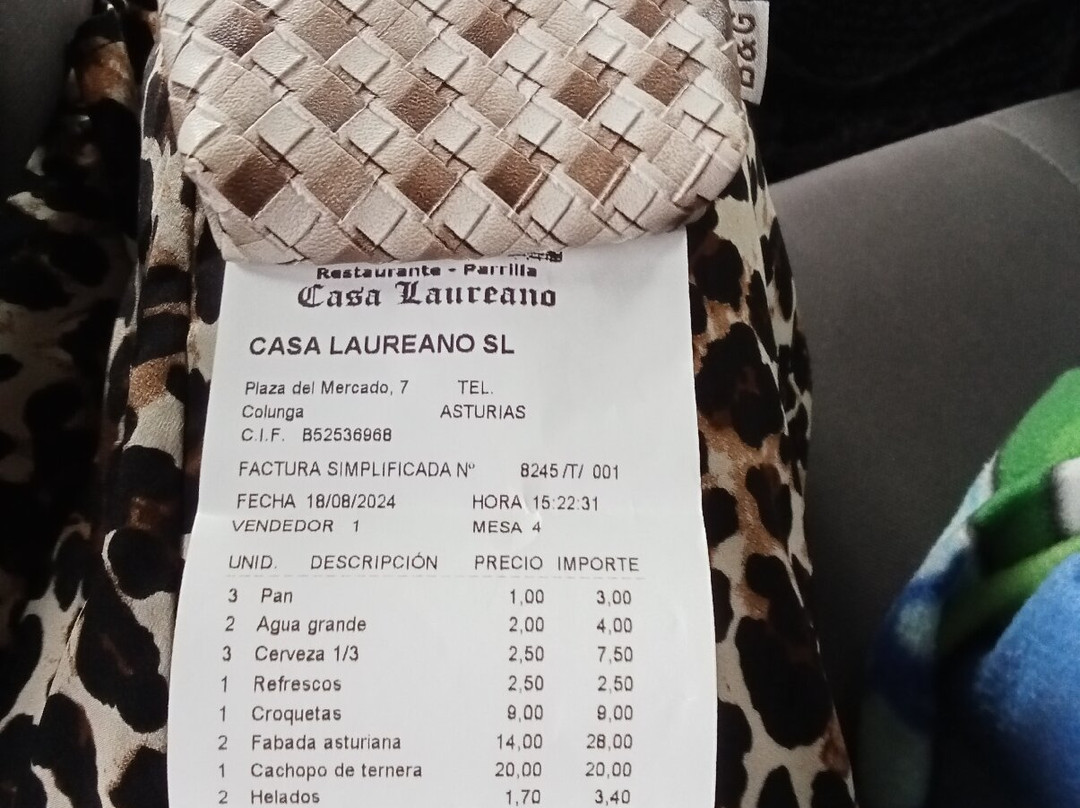 B&G
Restaurante - Parrilla
Casa Laureano
CASA LAUREANO SL
Plaza del Mercado, 7 TEL.
Colunga ASTURIAS
C.I.F. B52536968
FACTURA SIMPLIFICADA Nº 8245 /T/ 001
FECHA 18/08/2024 HORA 15:22:31
VENDEDOR 1 MESA 4
UNID. DESCRIPCIÓN PRECIO IMPORTE
3 Pan 1,00 3,00
2 Agua grande 2,00 4,00
3 Cerveza 1/3 2,50 7,50
1 Refrescos 2,50 2,50
1 Croquetas 9,00 9,00
2 Fabada asturiana 14,00 28,00
1 Cachopo de ternera 20,00 20,00
2 Helados 1,70 3,40